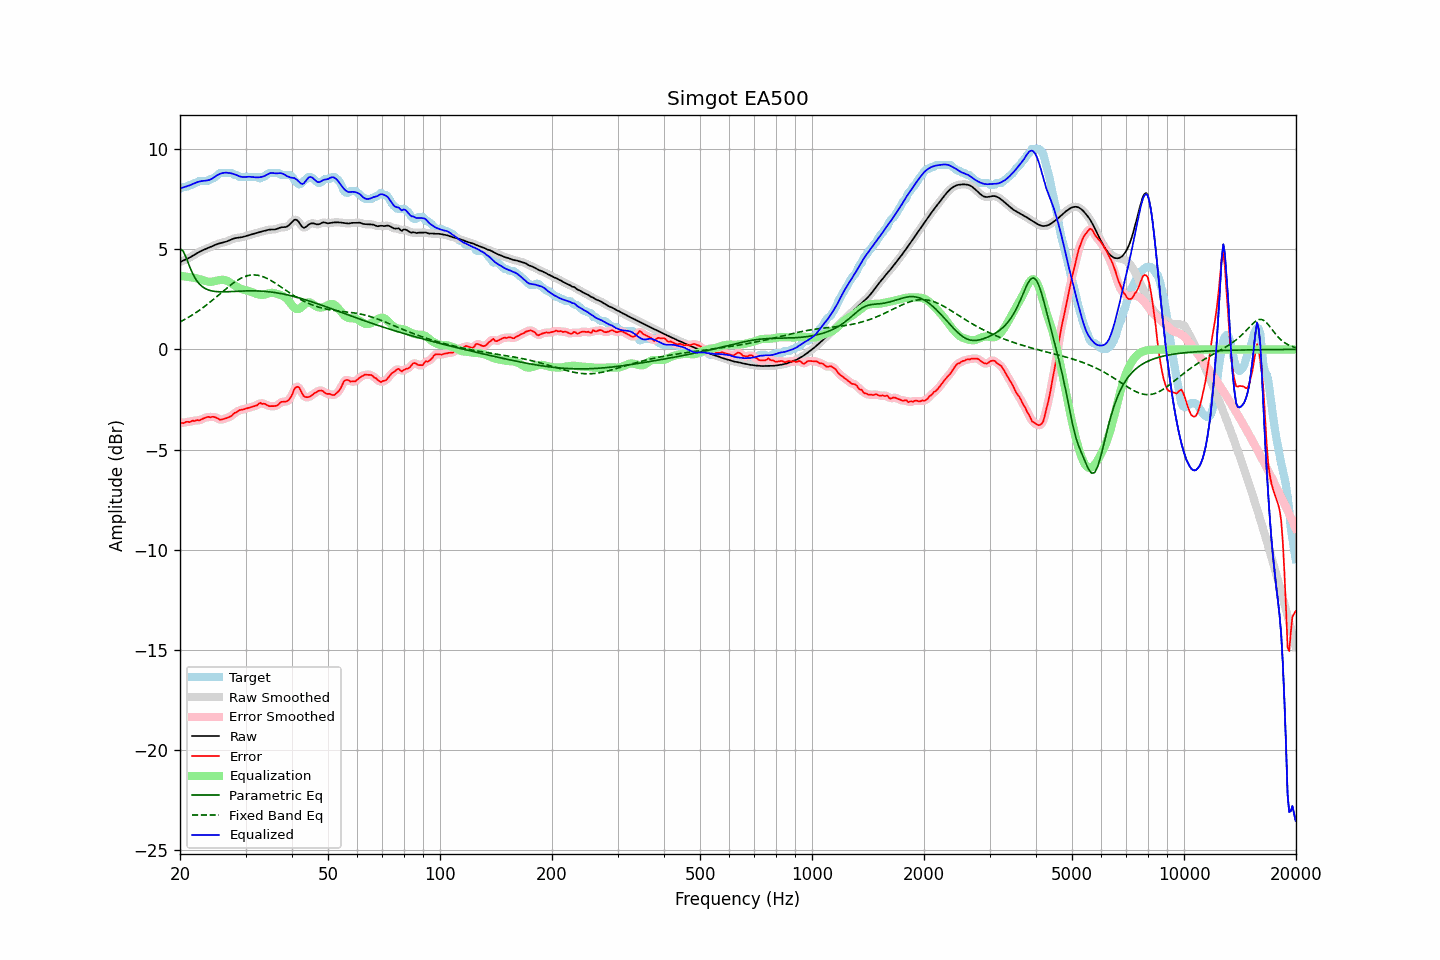 Simgot EA500
10
5
0
−5
−10
−15
−20
−25
Amplitude (dBr)
Target
Raw Smoothed
Error Smoothed
Raw
Error
Equalization
Parametric Eq
Fixed Band Eq
Equalized
20 50 100 200 500 1000 2000 5000 10000 20000
Frequency (Hz)